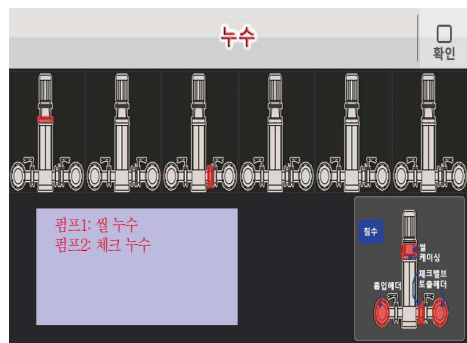 누수
확인
펌프1: 씰 누수
펌프2: 체크 누수
침수
씰
케이싱
체크밸브
흡입헤더
토출헤더